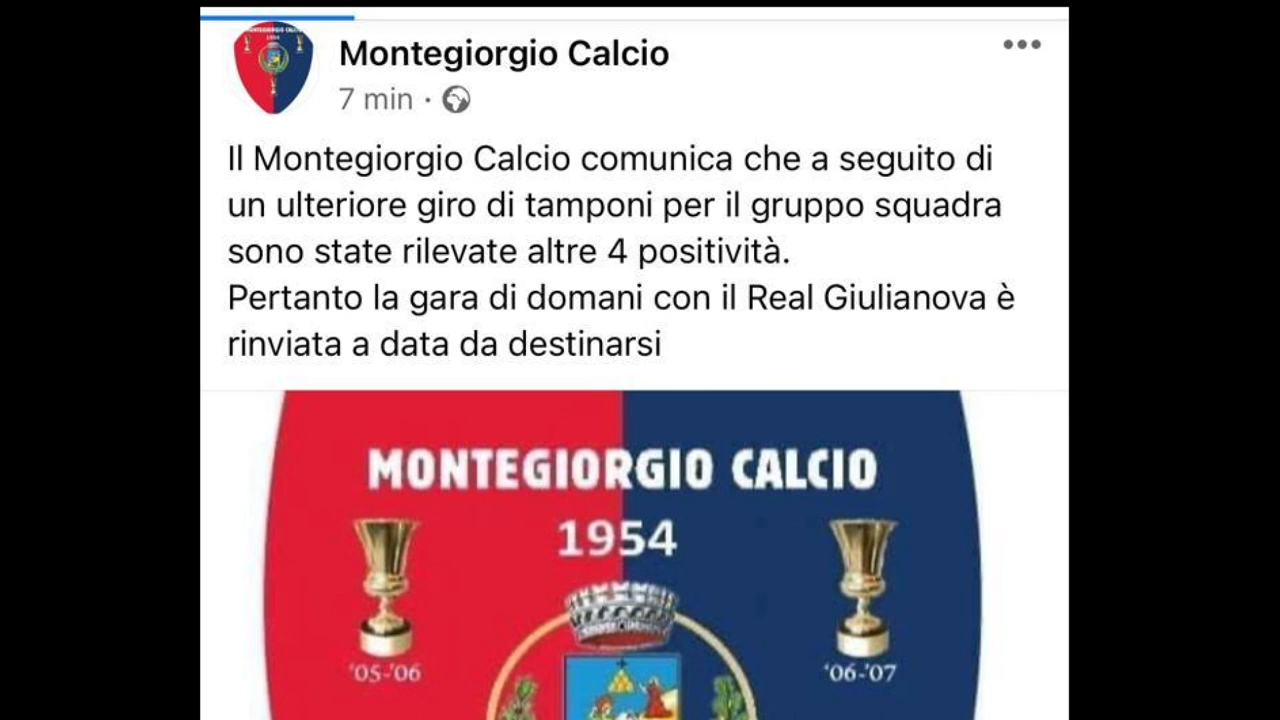 Montegiorgio Calcio
7 min ·
Il Montegiorgio Calcio comunica che a seguito di
un ulteriore giro di tamponi per il gruppo squadra
sono state rilevate altre 4 positività.
Pertanto la gara di domani con il Real Giulianova è
rinviata a data da destinarsi
MONTEGIORGIO CALCIO
1954
'05-'06
'06-'07